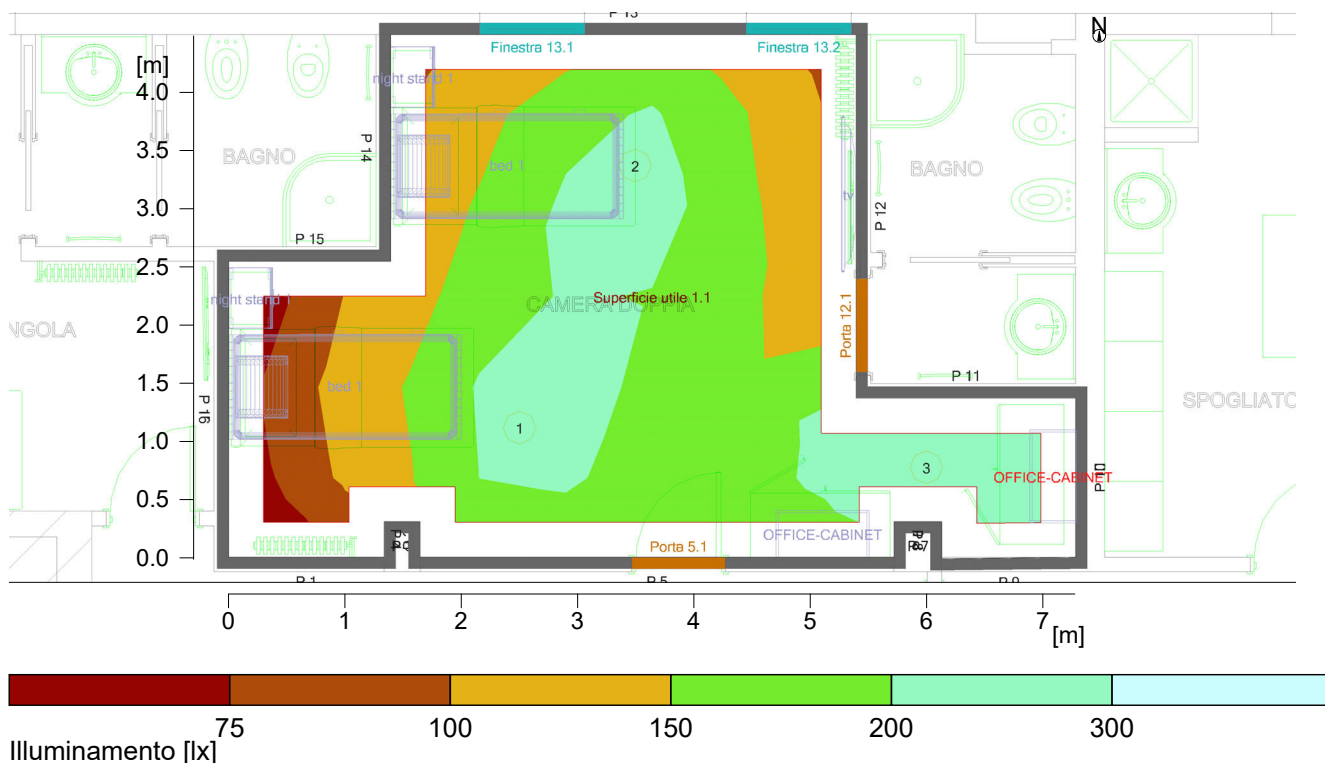 P 13
N
Finestra 13.1
Finestra 13.2
[m]
4.0
night stand 1
3.5
BAGNO
P 14
bed 1
2
BAGNO
tv
3.0
P 12
P 15
2.5
night stand 1
Superficie utile 1.1
CAMERA DOPPIA
NGOLA
2.0
Porta 12.1
1.5
bed 1
P 16
P 11
SPOGLIATO
1
1.0
3
OFFICE-CABINET
P 10
0.5
OFFICE-CABINET
0.0
Porta 5.1
P 1
P 5
P 9
0
1
2
3
4
5
6
7
[m]
75
100
150
200
300
Illuminamento [lx]